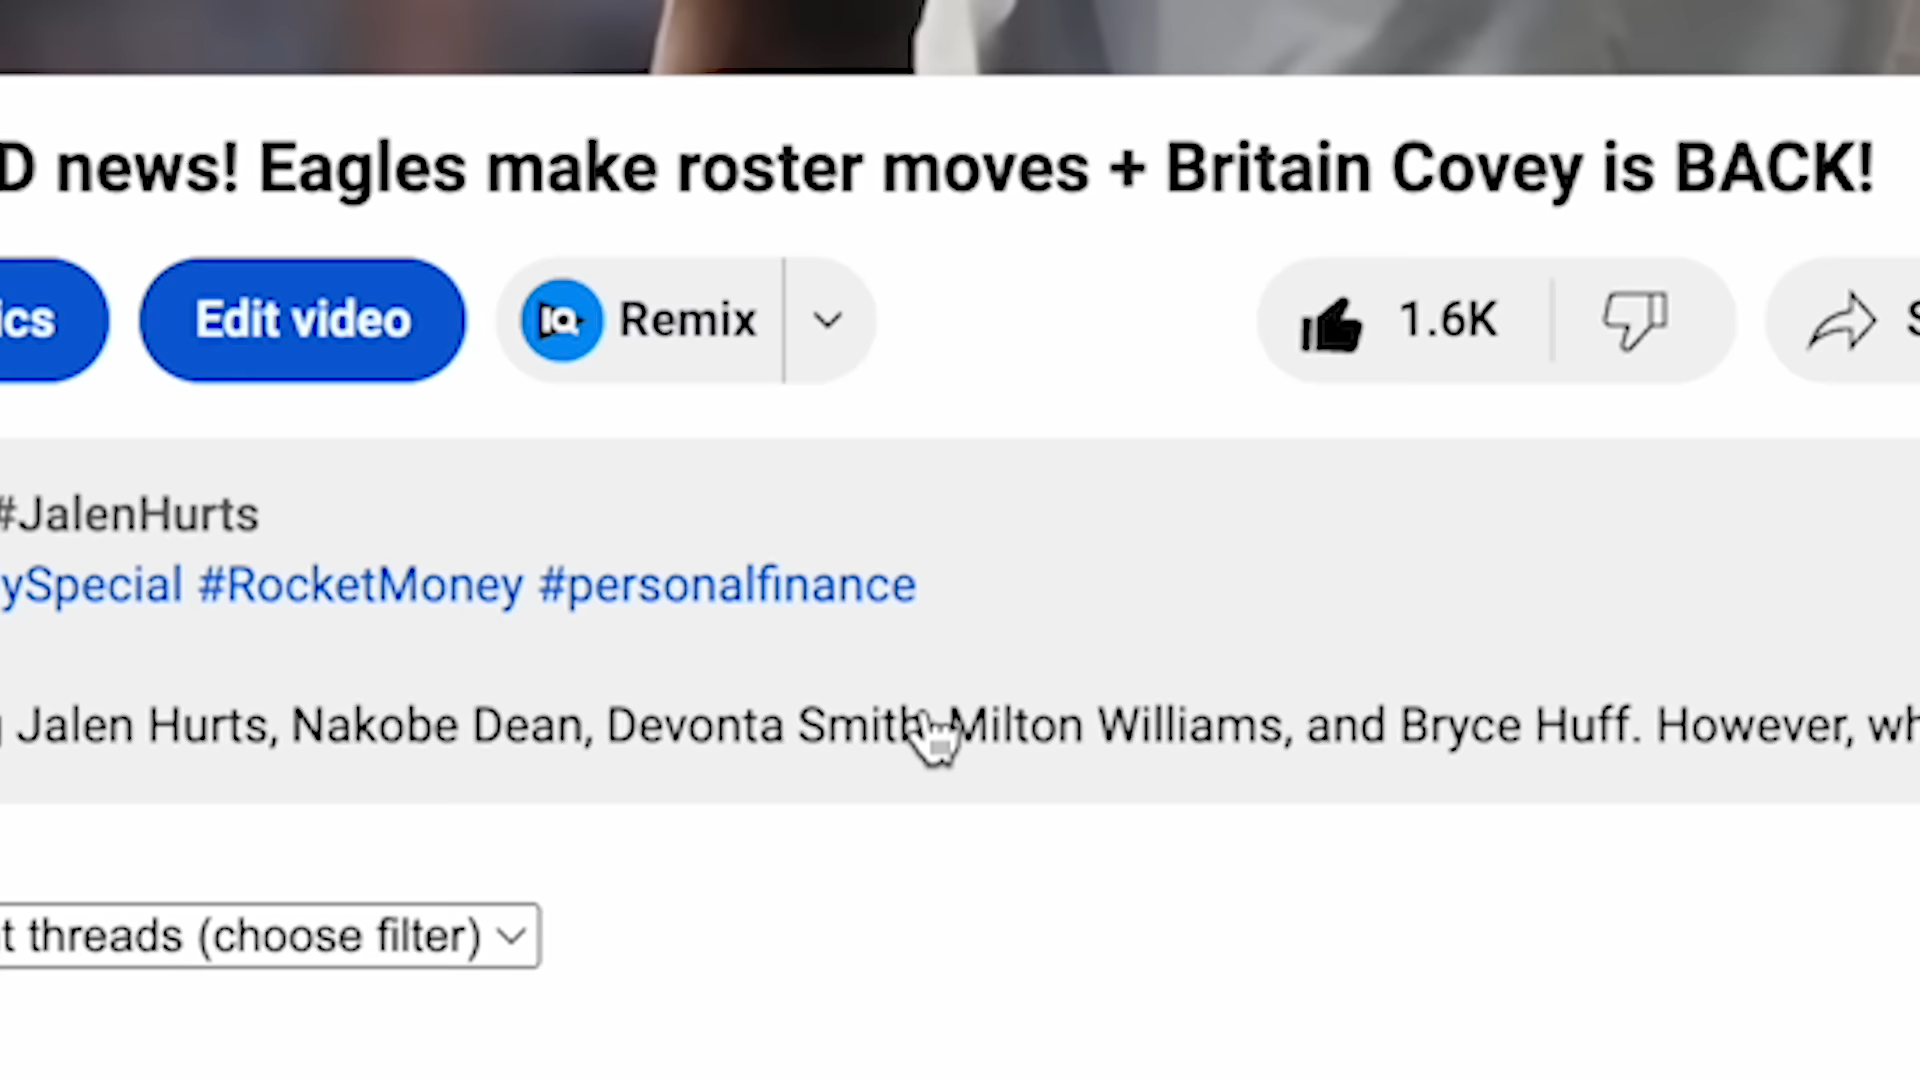 D news! Eagles make roster moves + Britain Covey is BACK!
ics Edit video Remix 1.6K S
#JalenHurts
ySpecial #RocketMoney #personalfinance
Jalen Hurts, Nakobe Dean, Devonta Smith, Milton Williams, and Bryce Huff. However, wh
t threads (choose filter)